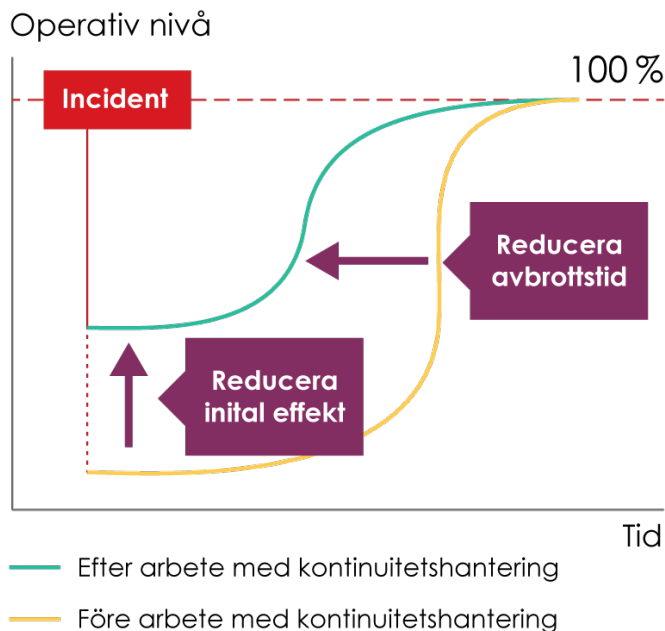 Operativ nivå
100 %
Incident
Reducera
avbrottstid
Reducera
inital effekt
Tid
Efter arbete med kontinuitetshantering
Före arbete med kontinuitetshantering